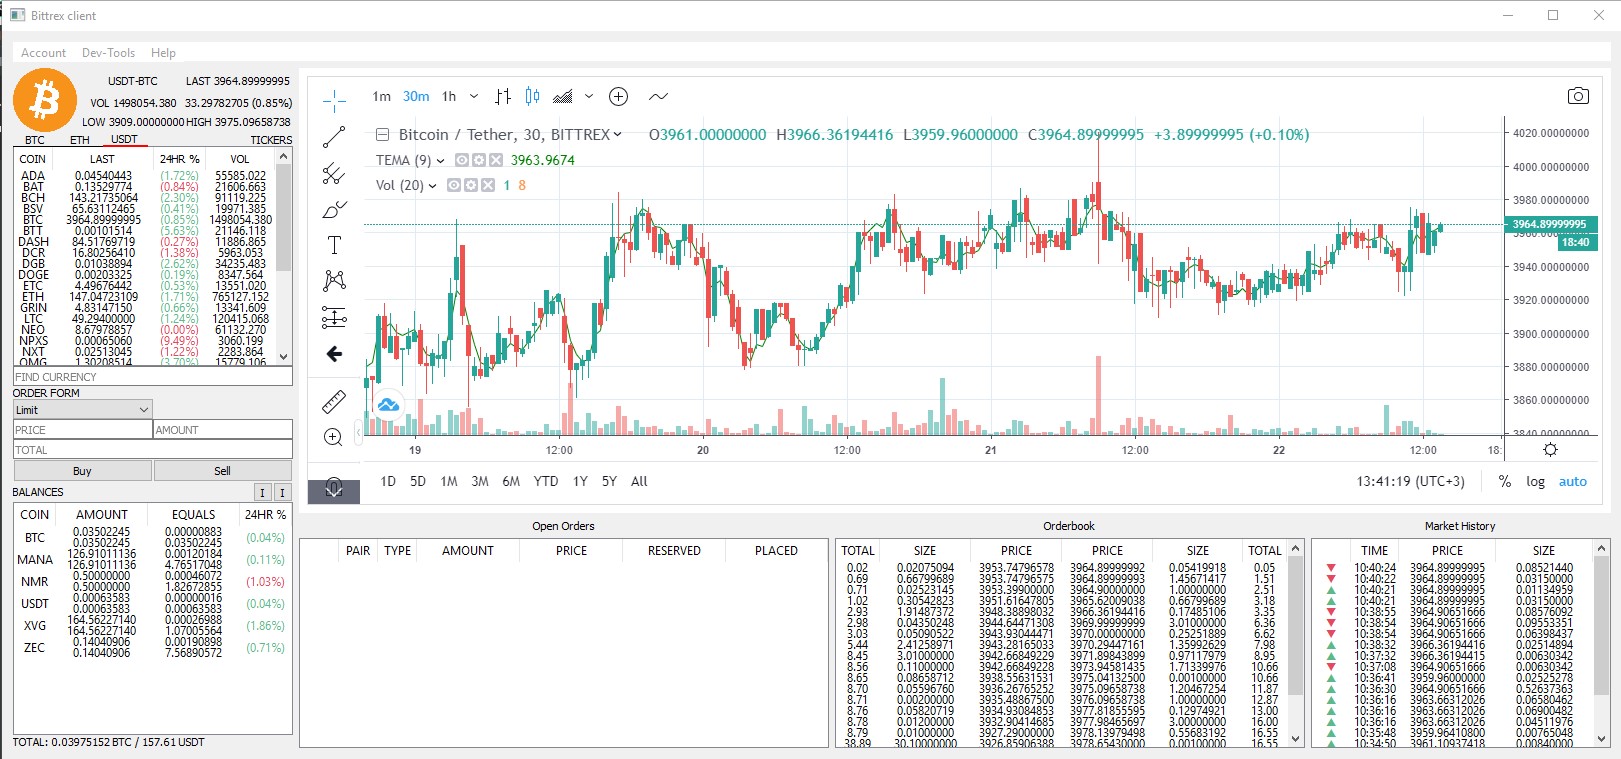 Bittrex client
Account Dev-Tools Help
USDT-BTC LAST 3964.89999995
VOL 1498054.380 33.29782705 (0.85%)
LOW 3909.00000000 HIGH 3975.09658738
BTC ETH USDT TICKERS
COIN LAST 24HR % VOL
ADA 0.04540443 (1.72%) 55585.022
BAT 0.13529774 (0.84%) 21606.663
BCH 143.21735064 (2.30%) 91119.225
BSV 65.63112465 (0.41%) 19971.385
BTC 3964.89999995 (0.85%) 1498054.380
BTT 0.00101514 (5.63%) 21146.118
DASH 84.51769719 (0.27%) 11886.865
DCR 16.80256410 (1.38%) 5963.053
DGB 0.01038894 (2.62%) 34235.483
DOGE 0.00203325 (0.19%) 8347.564
ETC 4.49676442 (0.53%) 13551.020
ETH 147.04723109 (1.71%) 765127.152
GRIN 4.83147150 (0.66%) 13341.609
LTC 49.29400000 (1.24%) 120415.068
NEO 8.67978857 (0.00%) 61132.270
NPXS 0.00065060 (9.49%) 3060.199
NXT 0.02513045 (1.22%) 2283.864
OMG 1.30208514 (3.70%) 15779.106
FIND CURRENCY
ORDER FORM
Limit
PRICE AMOUNT
TOTAL
Buy Sell
BALANCES I I
COIN AMOUNT EQUALS 24HR %
BTC 0.03502245 0.00000883 (0.04%)
0.03502245 0.03502245
MANA 126.91011136 0.00120184 (0.11%)
126.91011136 4.76517048
NMR 0.50000000 0.00046072 (1.03%)
0.50000000 1.82672855
USDT 0.00063583 0.00000016 (0.04%)
0.00063583 0.00063583
XVG 164.56227140 0.00026988 (1.86%)
164.56227140 1.07005564
ZEC 0.14040906 0.00190898 (0.71%)
0.14040906 7.56890572
TOTAL: 0.03975152 BTC / 157.61 USDT
1m 30m 1h
Bitcoin / Tether, 30, BITTREX O3961.00000000 H3966.36194416 L3959.96000000 C3964.89999995 +3.89999995 (+0.10%)
TEMA (9) 3963.9674
Vol (20) 1 8
T
4020.00000000
4000.00000000
3980.00000000
3964.89999995
3960.00000000
18:40
3940.00000000
3920.00000000
3900.00000000
3880.00000000
3860.00000000
3840.00000000
19 12:00 20 12:00 21 12:00 22 12:00 18:
1D 5D 1M 3M 6M YTD 1Y 5Y All 13:41:19 (UTC+3) % log auto
Open Orders
PAIR TYPE AMOUNT PRICE RESERVED PLACED
Orderbook
TOTAL SIZE PRICE PRICE SIZE TOTAL
0.02 0.02075094 3953.74796578 3964.89999992 0.05419918 0.05
0.69 0.66799689 3953.74796575 3964.89999993 1.45671417 1.51
0.71 0.02523145 3953.39900000 3964.90000000 1.00000000 2.51
1.02 0.30542823 3951.61647805 3965.62009038 0.66799689 3.18
2.93 1.91487372 3948.38898032 3966.36194416 0.17485106 3.35
2.98 0.04350248 3944.64471308 3969.99999999 3.01000000 6.36
3.03 0.05090522 3943.93044471 3970.00000000 0.25251889 6.62
5.44 2.41258971 3943.28165033 3970.29447161 1.35992629 7.98
8.45 3.01000000 3942.66849229 3971.89843899 0.97117979 8.95
8.56 0.11000000 3942.66849228 3973.94581435 1.71339976 10.66
8.65 0.08658712 3938.55631531 3975.04132500 0.00100000 10.66
8.70 0.05596760 3936.26765252 3975.09658738 1.20467254 11.87
8.71 0.00200000 3935.48867500 3976.09658738 1.00000000 12.87
8.76 0.05820719 3934.93084853 3977.81855595 0.12974921 13.00
8.78 0.01200000 3932.90414685 3977.98465697 3.00000000 16.00
8.79 0.01000000 3927.29000000 3978.13979498 0.55683192 16.55
38.89 30.10000000 3926.85906388 3978.65430000 0.00100000 16.55
Market History
TIME PRICE SIZE
10:40:24 3964.89999995 0.08521440
10:40:22 3964.89999995 0.03150000
10:40:21 3964.89999995 0.01134959
10:40:21 3964.89999995 0.03150000
10:38:55 3964.90651666 0.08576092
10:38:54 3964.90651666 0.09553351
10:38:54 3964.90651666 0.06398437
10:38:32 3966.36194416 0.02514894
10:37:32 3966.36194415 0.00630342
10:37:08 3964.90651666 0.00630342
10:36:41 3959.96000000 0.02525278
10:36:30 3964.90651666 0.52637363
10:36:16 3963.66312026 0.06580462
10:36:16 3963.66312026 0.06900482
10:36:16 3963.66312026 0.04511976
10:35:48 3959.96410800 0.00765048
10:34:50 3961.10937418 0.00840000